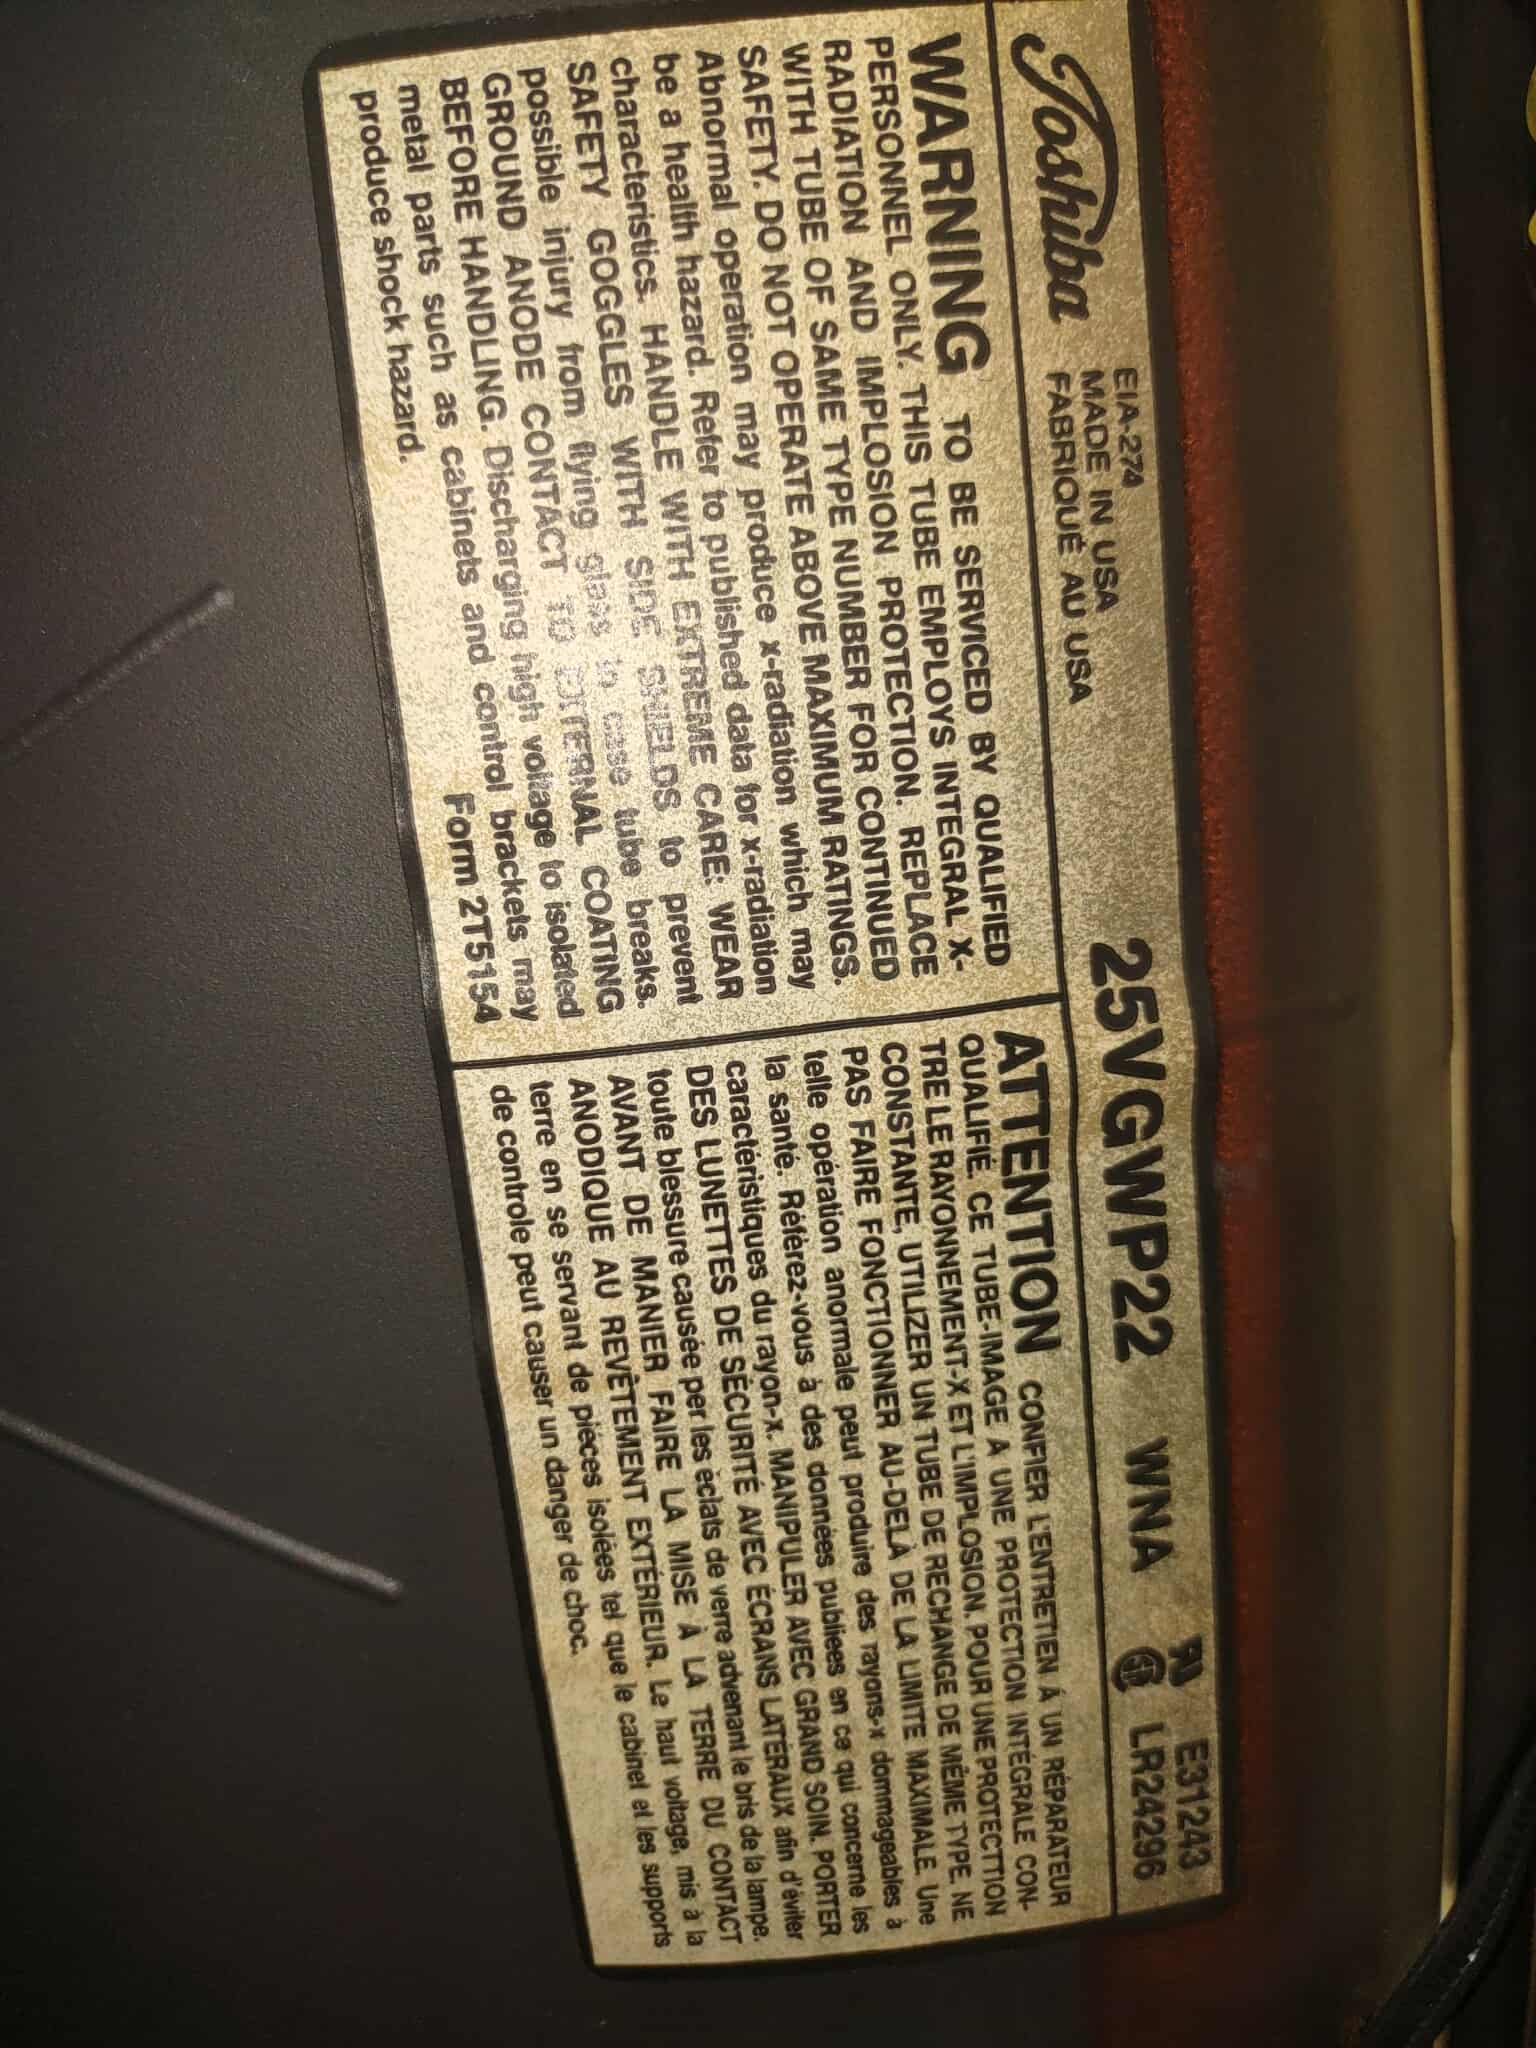 Toshiba
EIA-274
MADE IN USA
FABRIQUÉ AU USA
25VGWP22 WNA
E31243
LR24296
WARNING TO BE SERVICED BY QUALIFIED
PERSONNEL ONLY. THIS TUBE EMPLOYS INTEGRAL X-
RADIATION AND IMPLOSION PROTECTION. REPLACE
WITH TUBE OF SAME TYPE NUMBER FOR CONTINUED
SAFETY. DO NOT OPERATE ABOVE MAXIMUM RATINGS.
Abnormal operation may produce x-radiation which may
be a health hazard. Refer to published data for x-radiation
characteristics. HANDLE WITH EXTREME CARE: WEAR
SAFETY GOGGLES WITH SIDE SHIELDS to prevent
possible injury from flying glass in case tube breaks.
GROUND ANODE CONTACT TO EXTERNAL COATING
BEFORE HANDLING. Discharging high voltage to isolated
metal parts such as cabinets and control brackets may
produce shock hazard.
Form 2T5154
ATTENTION CONFIER L'ENTRETIEN À UN RÉPARATEUR
QUALIFIÉ. CE TUBE-IMAGE A UNE PROTECTION INTÉGRALE CON-
TRE LE RAYONNEMENT-X ET L'IMPLOSION. POUR UNE PROTECTTION
CONSTANTE, UTILIZER UN TUBE DE RECHANGE DE MÊME TYPE. NE
PAS FAIRE FONCTIONNER AU-DELÀ DE LA LIMITE MAXIMALE. Une
telle opération anormale peut produire des rayons-x dommageables à
la santé. Référez-vous à des données publiees en ce qui concerne les
caractéristiques du rayon-x. MANIPULER AVEC GRAND SOIN. PORTER
DES LUNETTES DE SÉCURITÉ AVEC ÉCRANS LATÉRAUX afin d'éviter
toute blessure causée per les èclats de verre advenant le bris de la lampe.
AVANT DE MANIER FAIRE LA MISE À LA TERRE DU CONTACT
ANODIQUE AU REVÊTEMENT EXTÉRIEUR. Le haut voltage, mis à la
terre en se servant de piéces isolées tel que le cabinet et les supports
de controle peut causer un danger de choc.